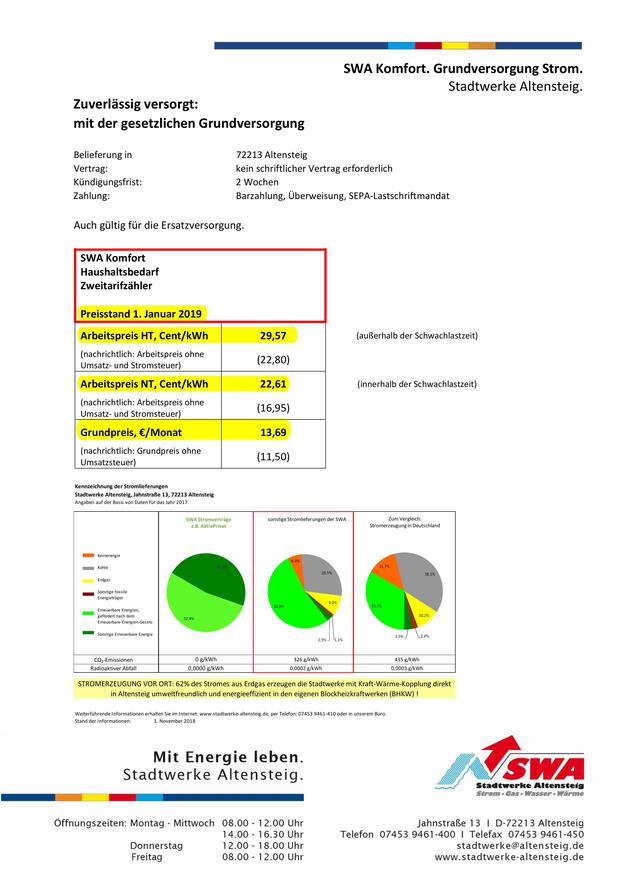 SWA Komfort. Grundversorgung Strom.
Stadtwerke Altensteig.
Zuverlässig versorgt:
mit der gesetzlichen Grundversorgung
Belieferung in 72213 Altensteig
Vertrag: kein schriftlicher Vertrag erforderlich
Kündigungsfrist: 2 Wochen
Zahlung: Barzahlung, Überweisung, SEPA-Lastschriftmandat
Auch gültig für die Ersatzversorgung.
SWA Komfort
Haushaltsbedarf
Zweitarifzähler
Preisstand 1. Januar 2019
Arbeitspreis HT, Cent/kWh 29,57 (außerhalb der Schwachlastzeit)
(nachrichtlich: Arbeitspreis ohne
Umsatz- und Stromsteuer) (22,80)
Arbeitspreis NT, Cent/kWh 22,61 (innerhalb der Schwachlastzeit)
(nachrichtlich: Arbeitspreis ohne
Umsatz- und Stromsteuer) (16,95)
Grundpreis, €/Monat 13,69
(nachrichtlich: Grundpreis ohne
Umsatzsteuer) (11,50)
Kennzeichnung der Stromlieferungen
Stadtwerke Altensteig, Jahnstraße 13, 72213 Altensteig
Angaben auf der Basis von Daten für das Jahr 2017
SWA Stromverträge
z.B. AktivPrivat
sonstige Stromlieferungen der SWA
Zum Vergleich:
Stromerzeugung in Deutschland
Kernenergie
Kohle
Erdgas
Sonstige fossile
Energieträger
Erneuerbare Energien,
gefördert nach dem
Erneuerbare-Energien-Gesetz
Sonstige Erneuerbare Energie
9,0%
2,5%
1,1%
11,7%
38,1%
10,2%
2,4%
3,5%
CO₂-Emissionen 0 g/kWh 326 g/kWh 435 g/kWh
Radioaktiver Abfall 0,0000 g/kWh 0,0002 g/kWh 0,0003 g/kWh
STROMERZEUGUNG VOR ORT: 62% des Stromes aus Erdgas erzeugen die Stadtwerke mit Kraft-Wärme-Kopplung direkt
in Altensteig umweltfreundlich und energieeffizient in den eigenen Blockheizkraftwerken (BHKW) !
Weiterführende Informationen erhalten Sie im Internet: www.stadtwerke-altensteig.de, per Telefon: 07453 9461-410 oder in unserem Büro.
Stand der Informationen: 1. November 2018
Mit Energie leben.
Stadtwerke Altensteig.
SWA
Stadtwerke Altensteig
Strom · Gas · Wasser · Wärme
Öffnungszeiten: Montag - Mittwoch 08.00 - 12.00 Uhr
14.00 - 16.30 Uhr
Donnerstag 12.00 - 18.00 Uhr
Freitag 08.00 - 12.00 Uhr
Jahnstraße 13 I D-72213 Altensteig
Telefon 07453 9461-400 I Telefax 07453 9461-450
stadtwerke@altensteig.de
www.stadtwerke-altensteig.de